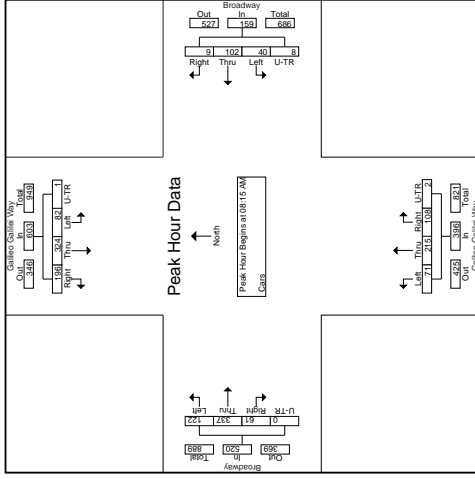 Broadway
Out In Total
527 159 686
9 102 40 8
Right Thru Left U-TR
Galileo Galilei Way
Out In Total
346 603 949
196 324 82 1
Right Thru Left U-TR
Peak Hour Data
North
Peak Hour Begins at 08:15 AM
Cars
Left Thru Right U-TR
71 215 108 2
425 396 821
Out In Total
Galileo Galilei Way
Left Thru Right U-TR
122 337 61 0
Total In Out
889 520 369
Broadway